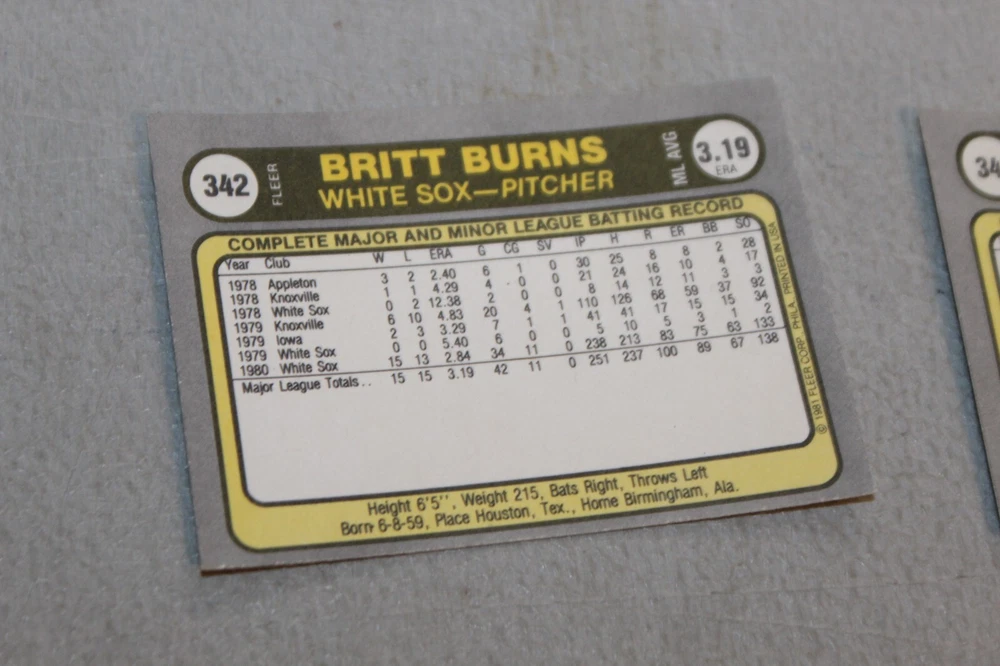 342 FLEER BRITT BURNS ML AVG 3.19
WHITE SOX—PITCHER ERA
COMPLETE MAJOR AND MINOR LEAGUE BATTING RECORD
Year Club W L ERA G CG SV IP H R ER BB SO
1978 Appleton 3 2 2.40 6 1 0 30 25 8 8 2 28
1978 Knoxville 1 1 4.29 4 0 0 21 24 16 10 4 17
1978 White Sox 0 2 12.38 2 0 0 8 14 12 11 3 3
1979 Knoxville 6 10 4.83 20 4 1 110 126 68 59 37 92
1979 Iowa 2 3 3.29 7 1 1 41 41 17 15 15 34
1979 White Sox 0 0 5.40 6 0 0 5 10 5 3 1 2
1980 White Sox 15 13 2.84 34 11 0 238 213 83 75 63 133
Major League Totals.. 15 15 3.19 42 11 0 251 237 100 89 67 138
Height 6'5'', Weight 215, Bats Right, Throws Left
Born 6-8-59, Place Houston, Tex., Home Birmingham, Ala.
© 1981 FLEER CORP. PHILA. PRINTED IN USA
34